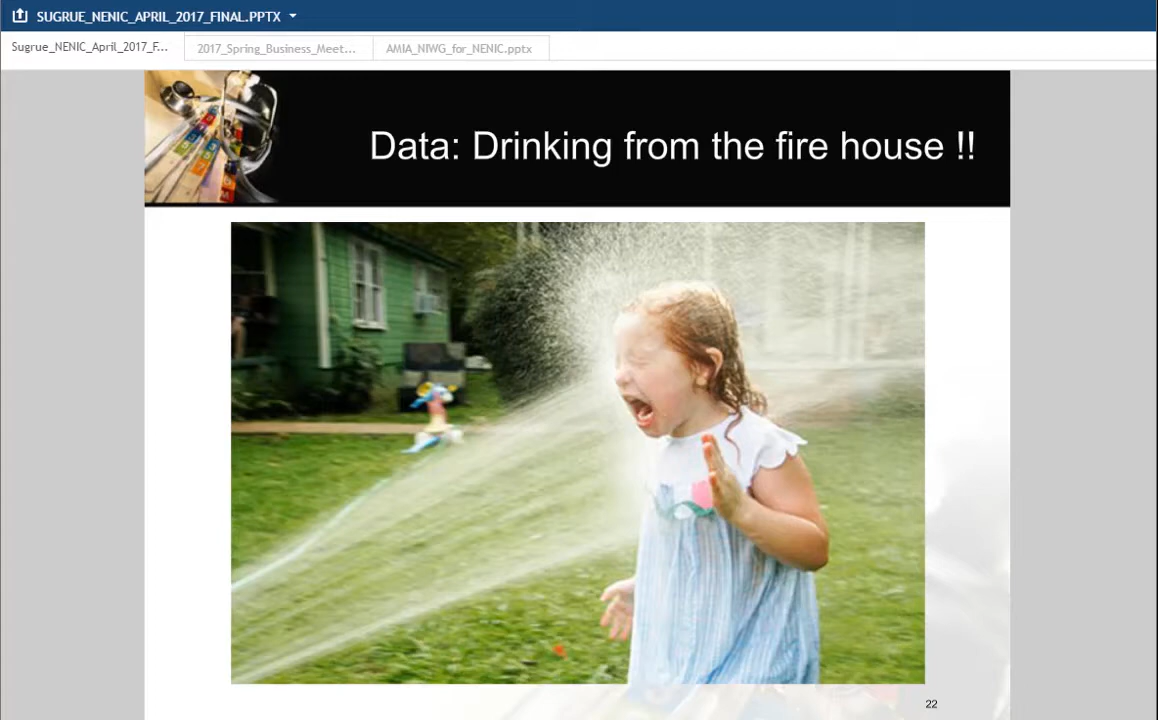 SUGRUE_NENIC_APRIL_2017_FINAL.PPTX
Sugrue_NENIC_April_2017_F...
2017_Spring_Business_Meet...
AMIA_NIWG_for_NENIC.pptx
Data: Drinking from the fire house !!
22